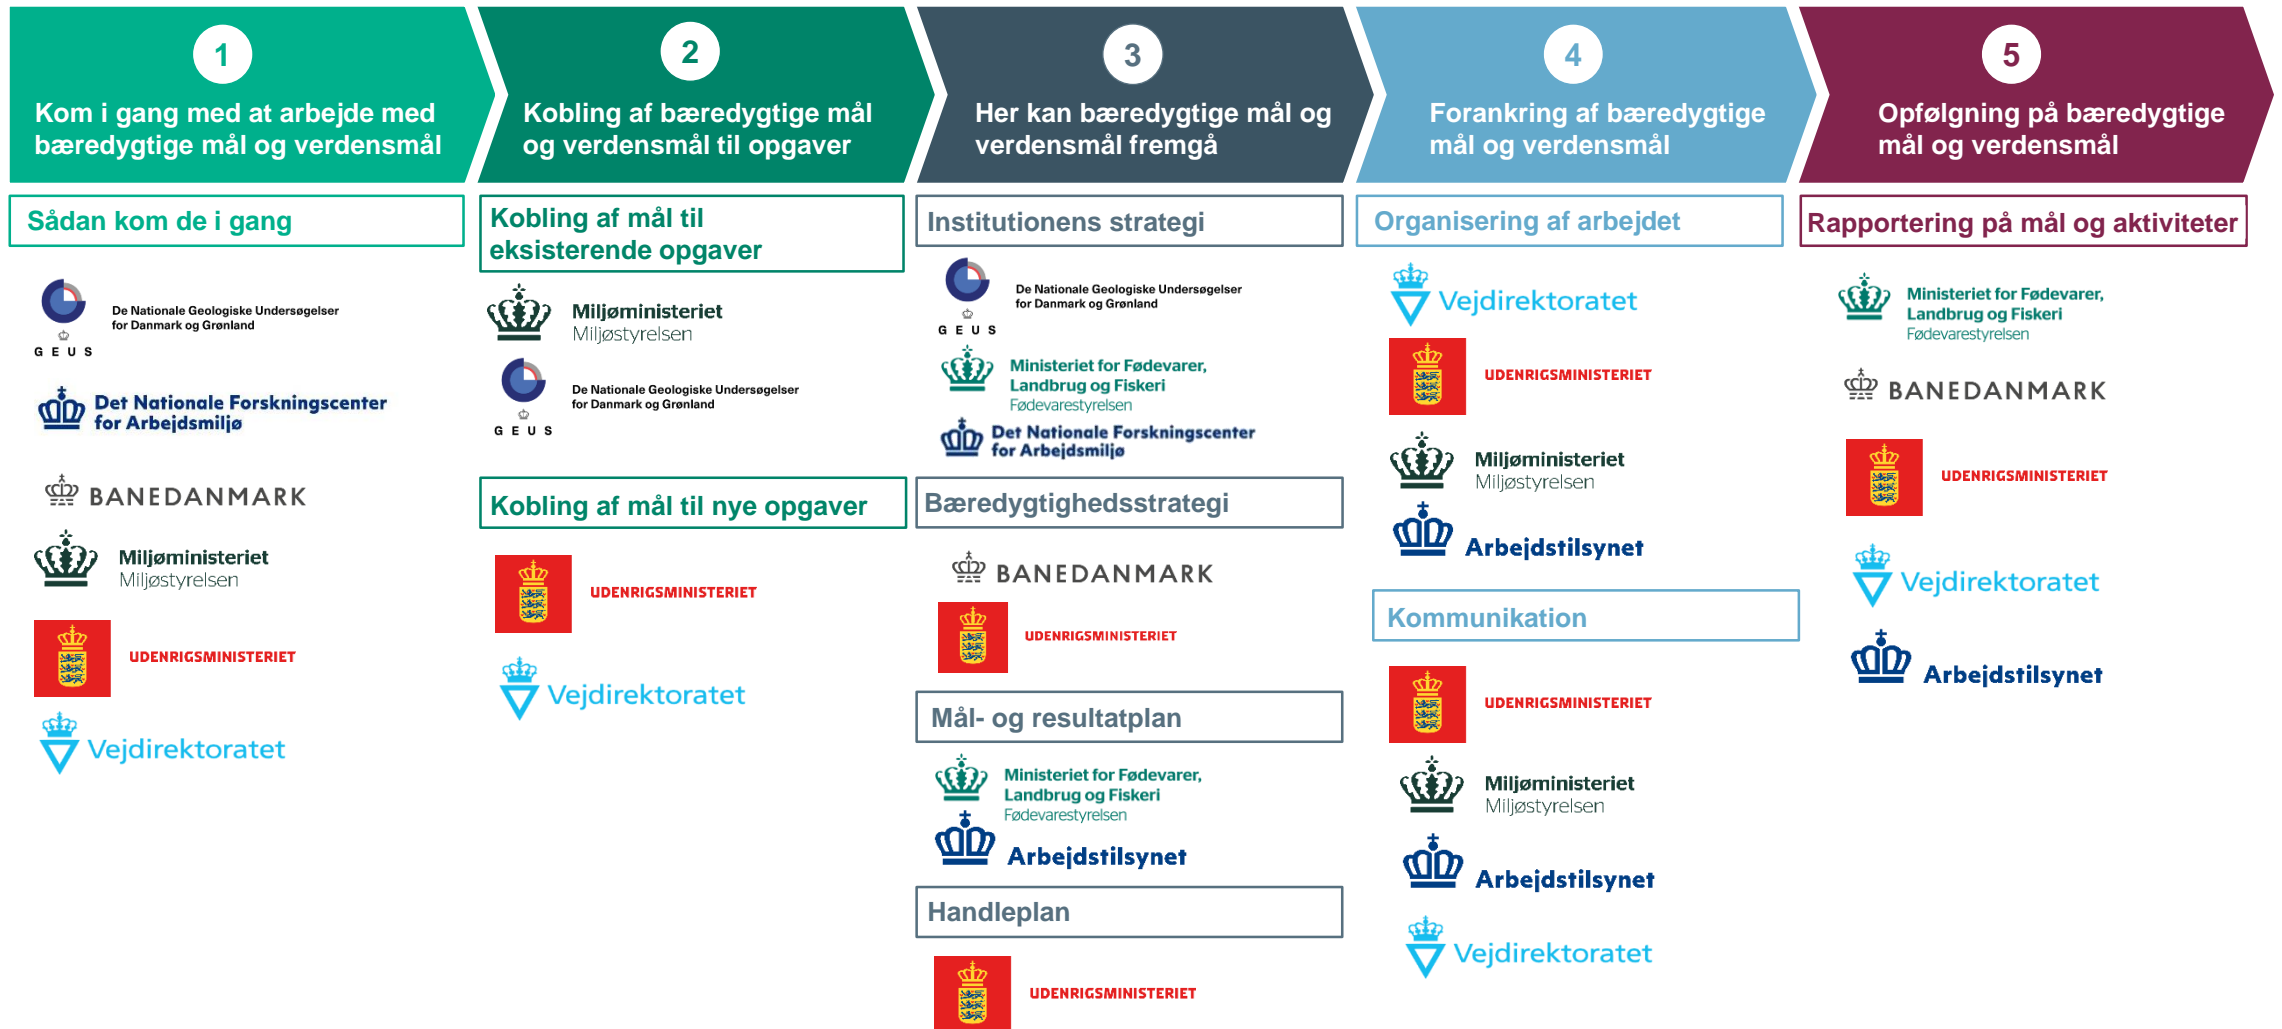 1
Kom i gang med at arbejde med
bæredygtige mål og verdensmål
2
Kobling af bæredygtige mål
og verdensmål til opgaver
3
Her kan bæredygtige mål og
verdensmål fremgå
4
Forankring af bæredygtige
mål og verdensmål
5
Opfølgning på bæredygtige
mål og verdensmål
Sådan kom de i gang
De Nationale Geologiske Undersøgelser
for Danmark og Grønland
G E U S
Det Nationale Forskningscenter
for Arbejdsmiljø
BANEDANMARK
Miljøministeriet
Miljøstyrelsen
UDENRIGSMINISTERIET
Vejdirektoratet
Kobling af mål til
eksisterende opgaver
Miljøministeriet
Miljøstyrelsen
De Nationale Geologiske Undersøgelser
for Danmark og Grønland
G E U S
Kobling af mål til nye opgaver
UDENRIGSMINISTERIET
Vejdirektoratet
Institutionens strategi
De Nationale Geologiske Undersøgelser
for Danmark og Grønland
G E U S
Ministeriet for Fødevarer,
Landbrug og Fiskeri
Fødevarestyrelsen
Det Nationale Forskningscenter
for Arbejdsmiljø
Bæredygtighedsstrategi
BANEDANMARK
UDENRIGSMINISTERIET
Mål- og resultatplan
Ministeriet for Fødevarer,
Landbrug og Fiskeri
Fødevarestyrelsen
Arbejdstilsynet
Handleplan
UDENRIGSMINISTERIET
Organisering af arbejdet
Vejdirektoratet
UDENRIGSMINISTERIET
Miljøministeriet
Miljøstyrelsen
Arbejdstilsynet
Kommunikation
UDENRIGSMINISTERIET
Miljøministeriet
Miljøstyrelsen
Arbejdstilsynet
Vejdirektoratet
Rapportering på mål og aktiviteter
Ministeriet for Fødevarer,
Landbrug og Fiskeri
Fødevarestyrelsen
BANEDANMARK
UDENRIGSMINISTERIET
Vejdirektoratet
Arbejdstilsynet